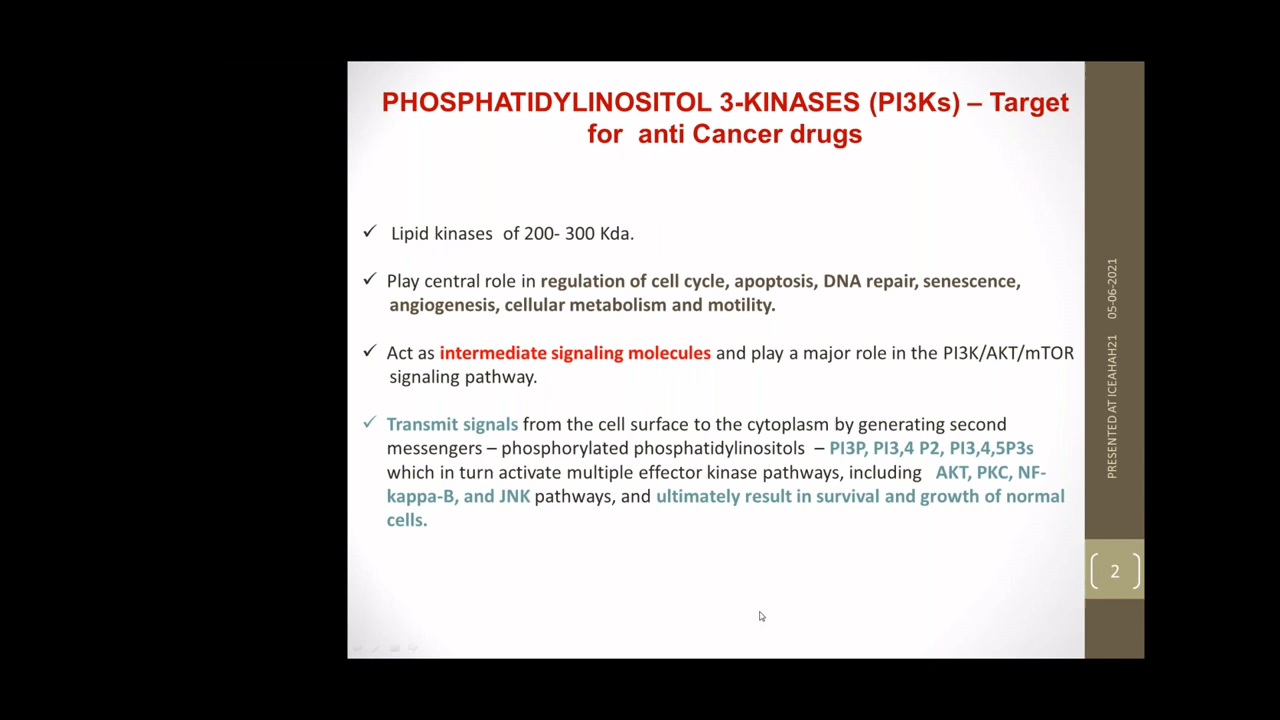 PHOSPHATIDYLINOSITOL 3-KINASES (PI3Ks) – Target
for anti Cancer drugs
✓ Lipid kinases of 200- 300 Kda.
✓ Play central role in regulation of cell cycle, apoptosis, DNA repair, senescence,
angiogenesis, cellular metabolism and motility.
✓ Act as intermediate signaling molecules and play a major role in the PI3K/AKT/mTOR
signaling pathway.
✓ Transmit signals from the cell surface to the cytoplasm by generating second
messengers – phosphorylated phosphatidylinositols – PI3P, PI3,4 P2, PI3,4,5P3s
which in turn activate multiple effector kinase pathways, including AKT, PKC, NF-
kappa-B, and JNK pathways, and ultimately result in survival and growth of normal
cells.
PRESENTED AT ICEAHAH21 05-06-2021
2